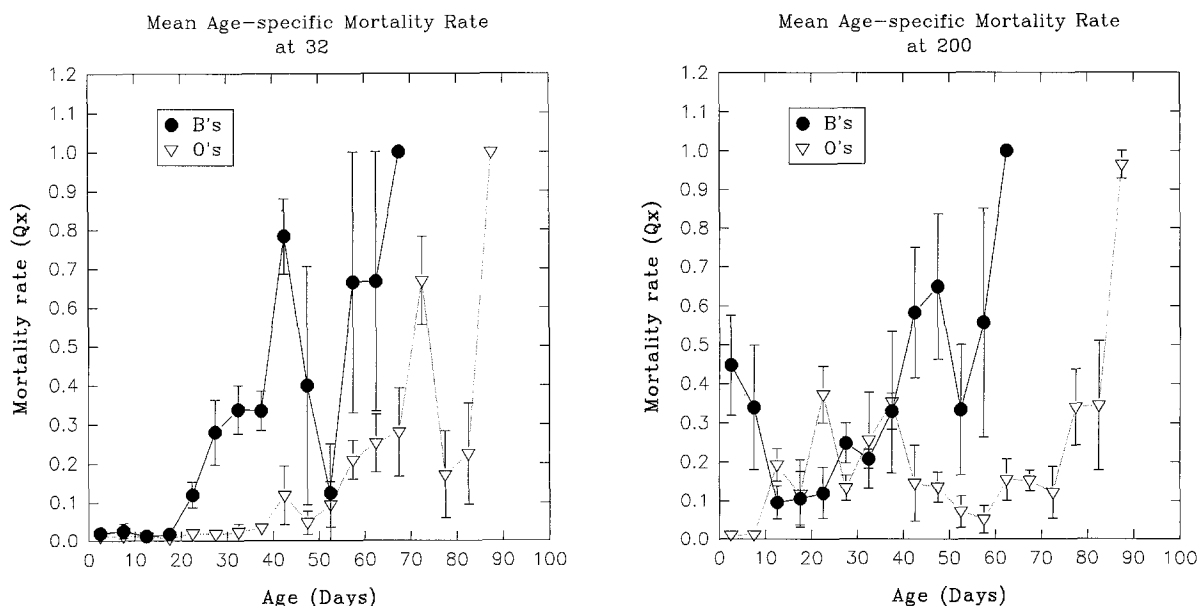 Mean Age-specific Mortality Rate
at 32
1.2
1.1
1.0
0.9
0.8
0.7
0.6
0.5
0.4
0.3
0.2
0.1
0.0
Mortality rate (Qx)
B's
O's
0 10 20 30 40 50 60 70 80 90 100
Age (Days)
Mean Age-specific Mortality Rate
at 200
1.2
1.1
1.0
0.9
0.8
0.7
0.6
0.5
0.4
0.3
0.2
0.1
0.0
Mortality rate (Qx)
B's
O's
0 10 20 30 40 50 60 70 80 90 100
Age (Days)